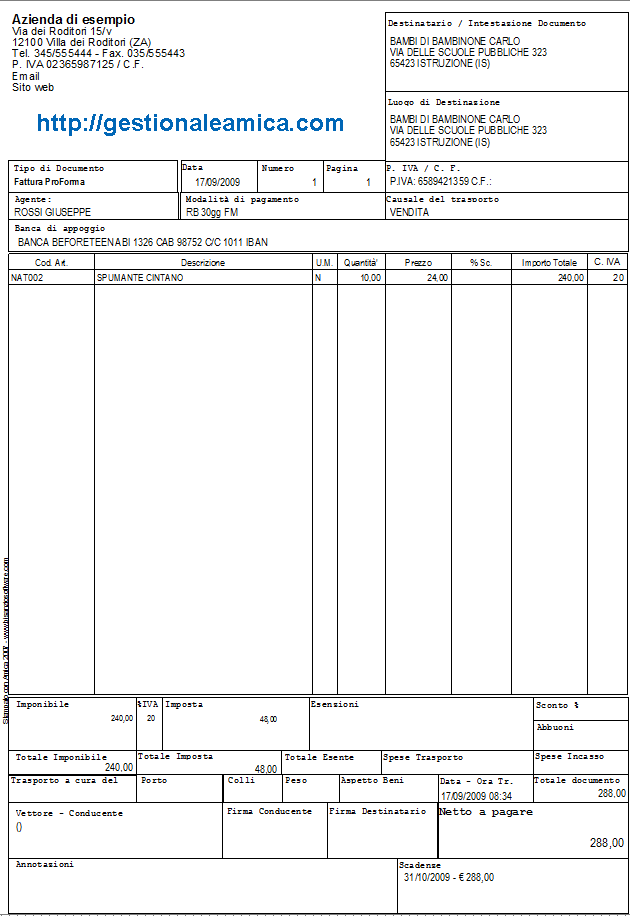 Azienda di esempio
Via dei Roditori 15/v
12100 Villa dei Roditori (ZA)
Tel. 345/555444 - Fax. 035/555443
P. IVA 02365987125 / C.F.
Email
Sito web
http://gestionaleamica.com
Destinatario / Intestazione Documento
BAMBI DI BAMBINONE CARLO
VIA DELLE SCUOLE PUBBLICHE 323
65423 ISTRUZIONE (IS)
Luogo di Destinazione
BAMBI DI BAMBINONE CARLO
VIA DELLE SCUOLE PUBBLICHE 323
65423 ISTRUZIONE (IS)
Tipo di Documento Data Numero Pagina P. IVA / C. F.
Fattura ProForma 17/09/2009 1 1 P.IVA: 6589421359 C.F.:
Agente: Modalità di pagamento Causale del trasporto
ROSSI GIUSEPPE RB 30gg FM VENDITA
Banca di appoggio
BANCA BEFORETEEN ABI 1326 CAB 98752 C/C 1011 IBAN
Cod. Art. Descrizione U.M. Quantita' Prezzo % Sc. Importo Totale C. IVA
NAT002 SPUMANTE CINTANO N 10,00 24,00 240,00 20
Stampato con Amica 2007 - www.bisandosoftware.com
Imponibile %IVA Imposta Esenzioni Sconto %
240,00 20 48,00
Abbuoni
Totale Imponibile Totale Imposta Totale Esente Spese Trasporto Spese Incasso
240,00 48,00
Trasporto a cura del Porto Colli Peso Aspetto Beni Data - Ora Tr. Totale documento
17/09/2009 08:34 288,00
Vettore - Conducente Firma Conducente Firma Destinatario Netto a pagare
()
288,00
Annotazioni Scadenze
31/10/2009 - € 288,00